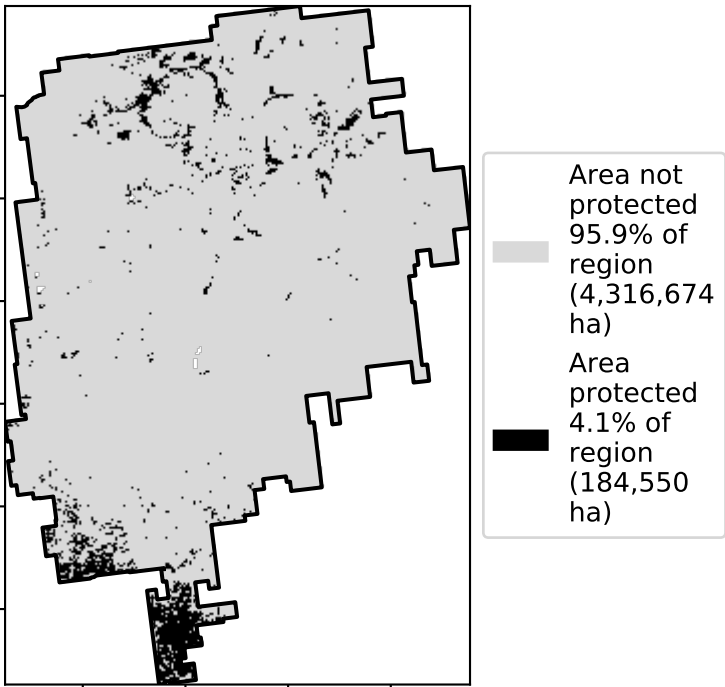 Area not
protected
95.9% of
region
(4,316,674
ha)
Area
protected
4.1% of
region
(184,550
ha)